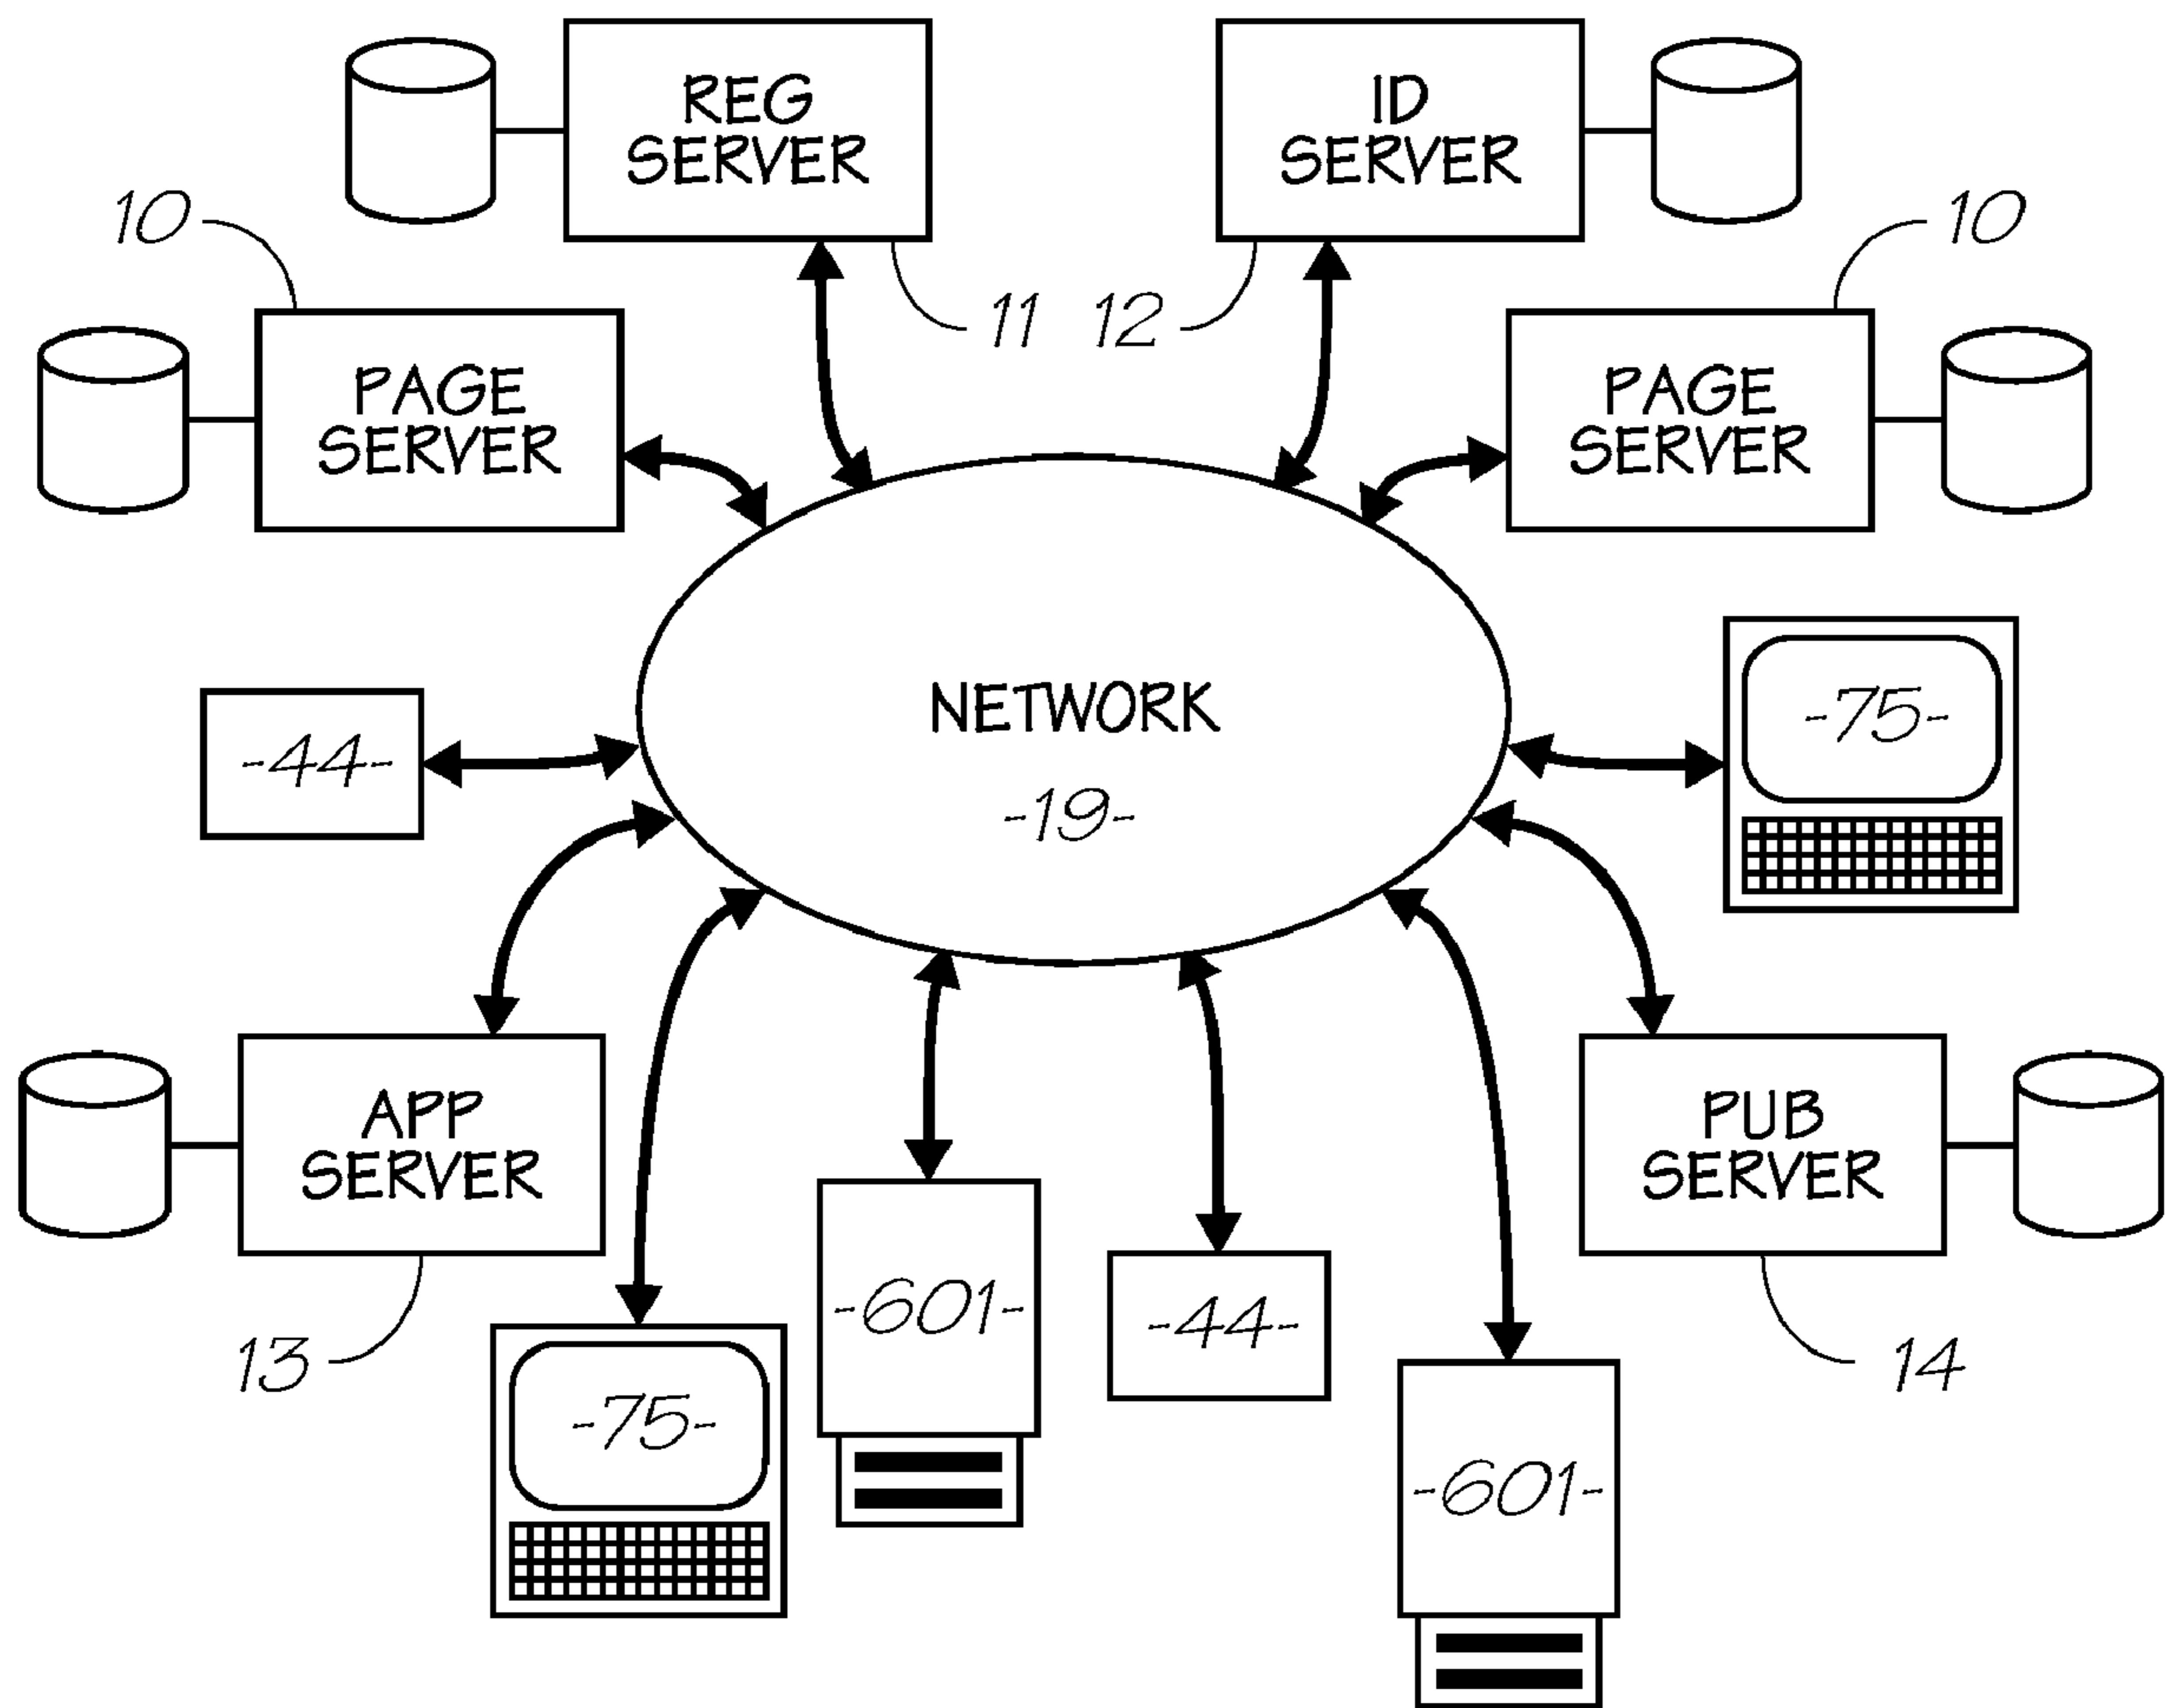 REG
SERVER
ID
SERVER
10
10
11
12
PAGE
SERVER
PAGE
SERVER
NETWORK
-19-
-75-
-44-
APP
SERVER
PUB
SERVER
-601-
-44-
13
14
-75-
-601-